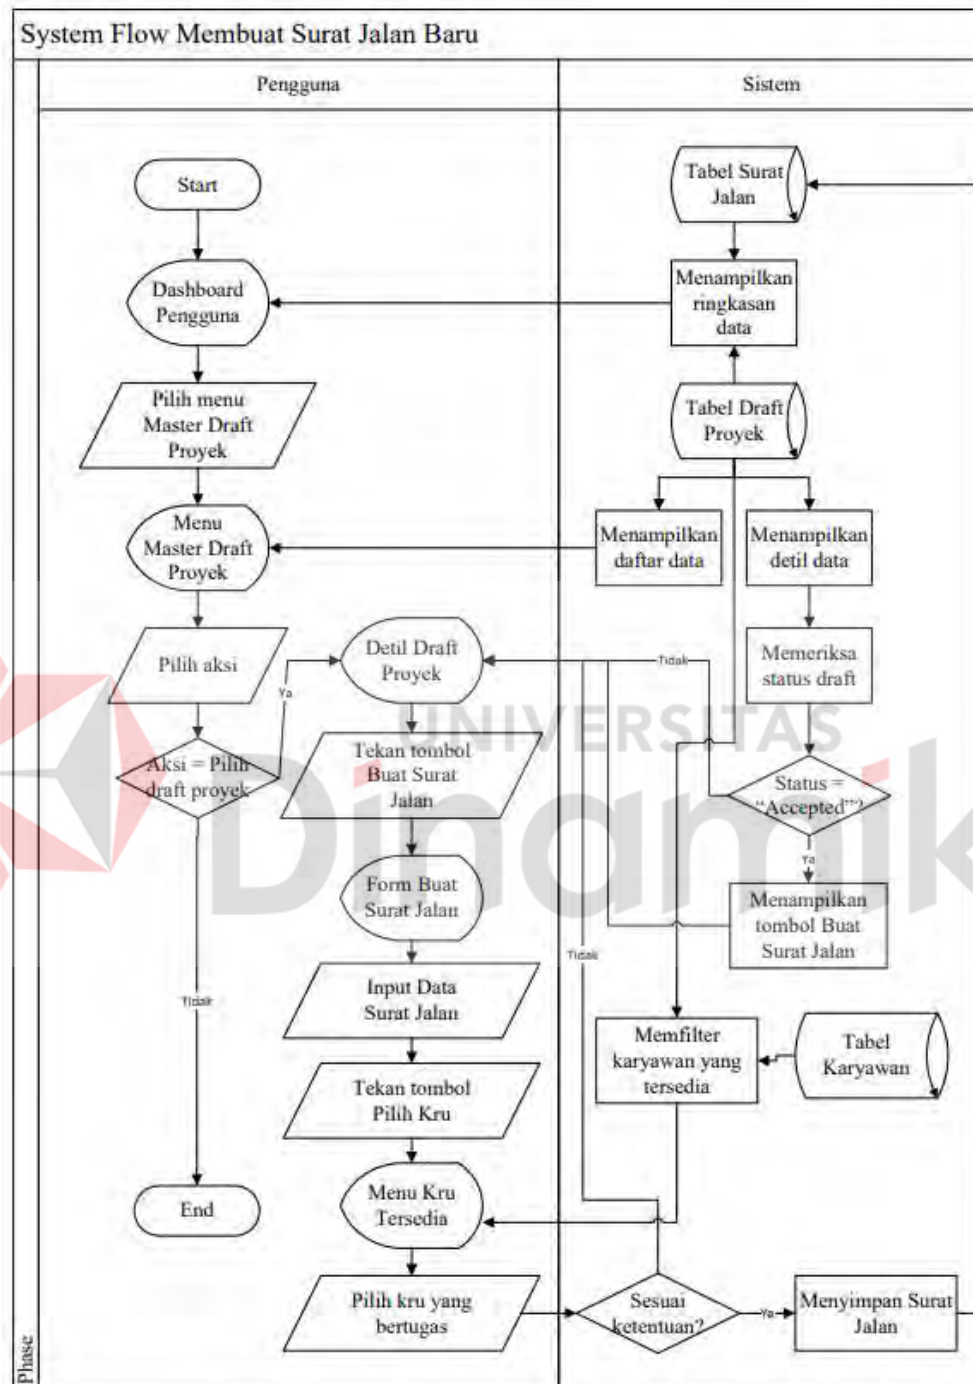 System Flow Membuat Surat Jalan Baru
Pengguna
Sistem
Start
Tabel Surat
Jalan
Dashboard
Pengguna
Menampilkan
ringkasan
data
Pilih menu
Master Draft
Proyek
Tabel Draft
Proyek
Menu
Master Draft
Proyek
Menampilkan
daftar data
Menampilkan
detil data
Pilih aksi
Detil Draft
Proyek
Tidak
Memeriksa
status draft
Ya
UNIVERSITAS
Dinamik
Aksi = Pilih
draft proyek
Tekan tombol
Buat Surat
Jalan
Status =
“Accepted”?
Ya
Form Buat
Surat Jalan
Menampilkan
tombol Buat
Surat Jalan
Tidak
Tidak
Input Data
Surat Jalan
Memfilter
karyawan yang
tersedia
Tabel
Karyawan
Tekan tombol
Pilih Kru
End
Menu Kru
Tersedia
Pilih kru yang
bertugas
Sesuai
ketentuan?
Ya
Menyimpan Surat
Jalan
Phase